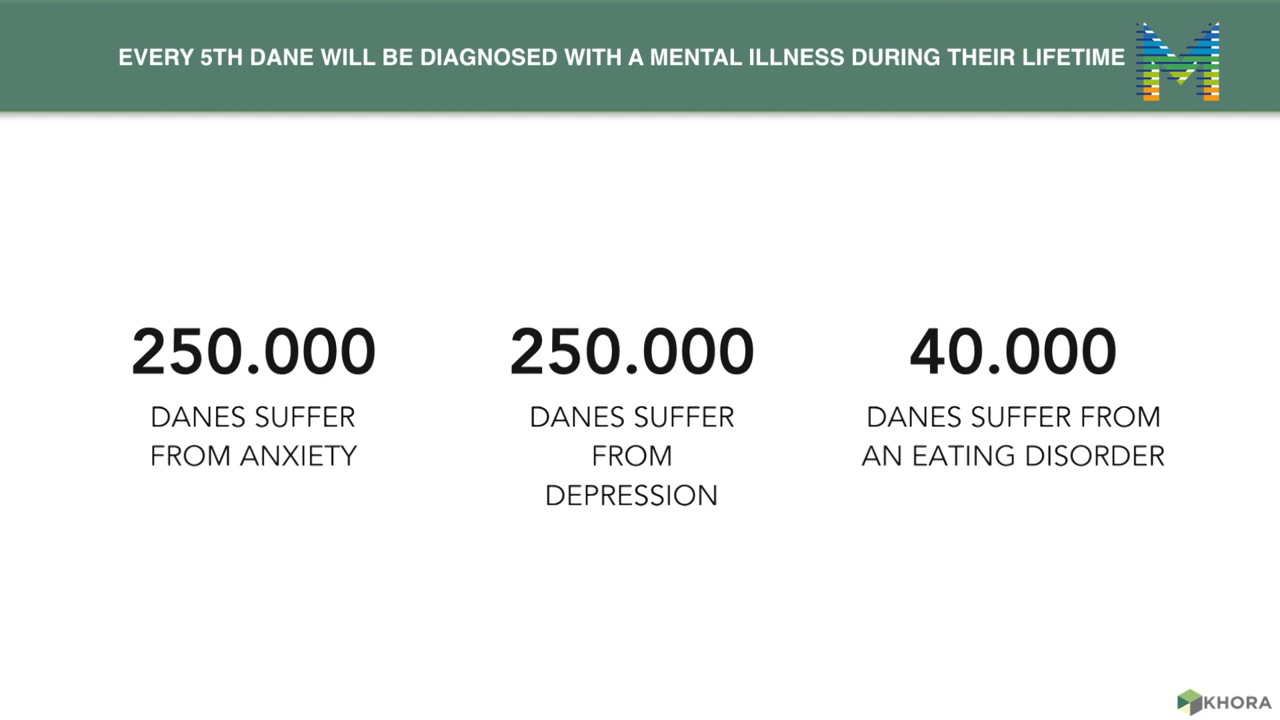 EVERY 5TH DANE WILL BE DIAGNOSED WITH A MENTAL ILLNESS DURING THEIR LIFETIME
M
250.000
DANES SUFFER
FROM ANXIETY
250.000
DANES SUFFER
FROM
DEPRESSION
40.000
DANES SUFFER FROM
AN EATING DISORDER
KHORA